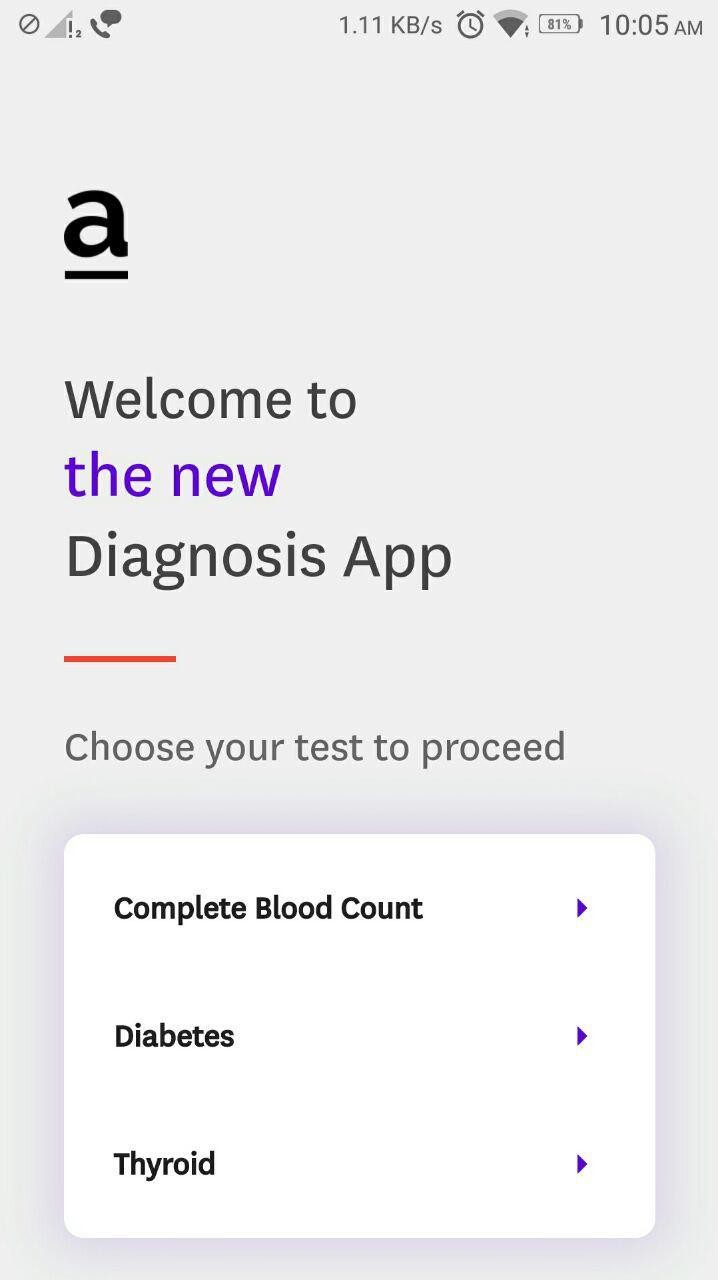 1.11 KB/s 81% 10:05 AM
a
Welcome to
the new
Diagnosis App
Choose your test to proceed
Complete Blood Count
Diabetes
Thyroid